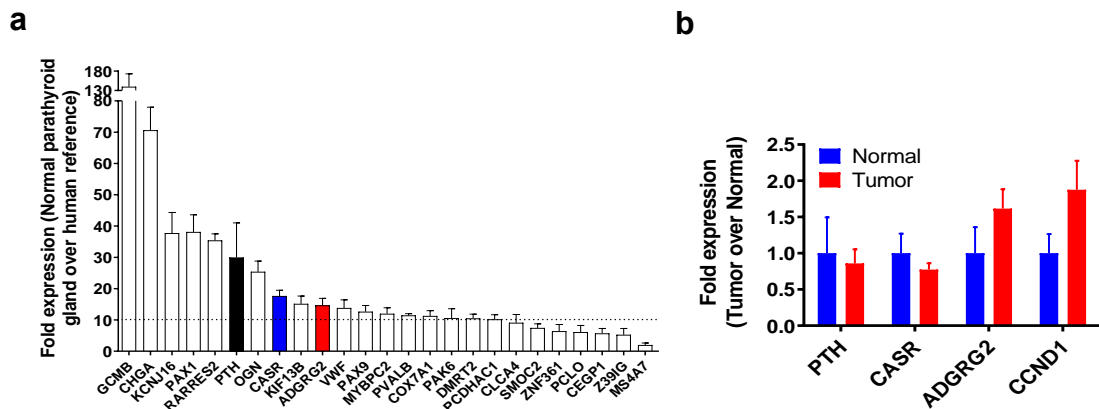 a
Fold expression (Normal parathyroid
gland over human reference)
180
130
80
70
60
50
40
30
20
10
0
GCMB
CHGA
KCNJ16
PAX1
RARRES2
PTH
OGN
CASR
KIF13B
ADGRG2
VWF
PAX9
MYBPC2
PVALB
COX7A1
PAK6
DMRT2
PCDHAC1
CLCA4
SMOC2
ZNF361
PCLO
CEGP1
Z39IG
MS4A7
b
Fold expression
(Tumor over Normal)
2.5
2.0
1.5
1.0
0.5
0.0
Normal
Tumor
PTH
CASR
ADGRG2
CCND1